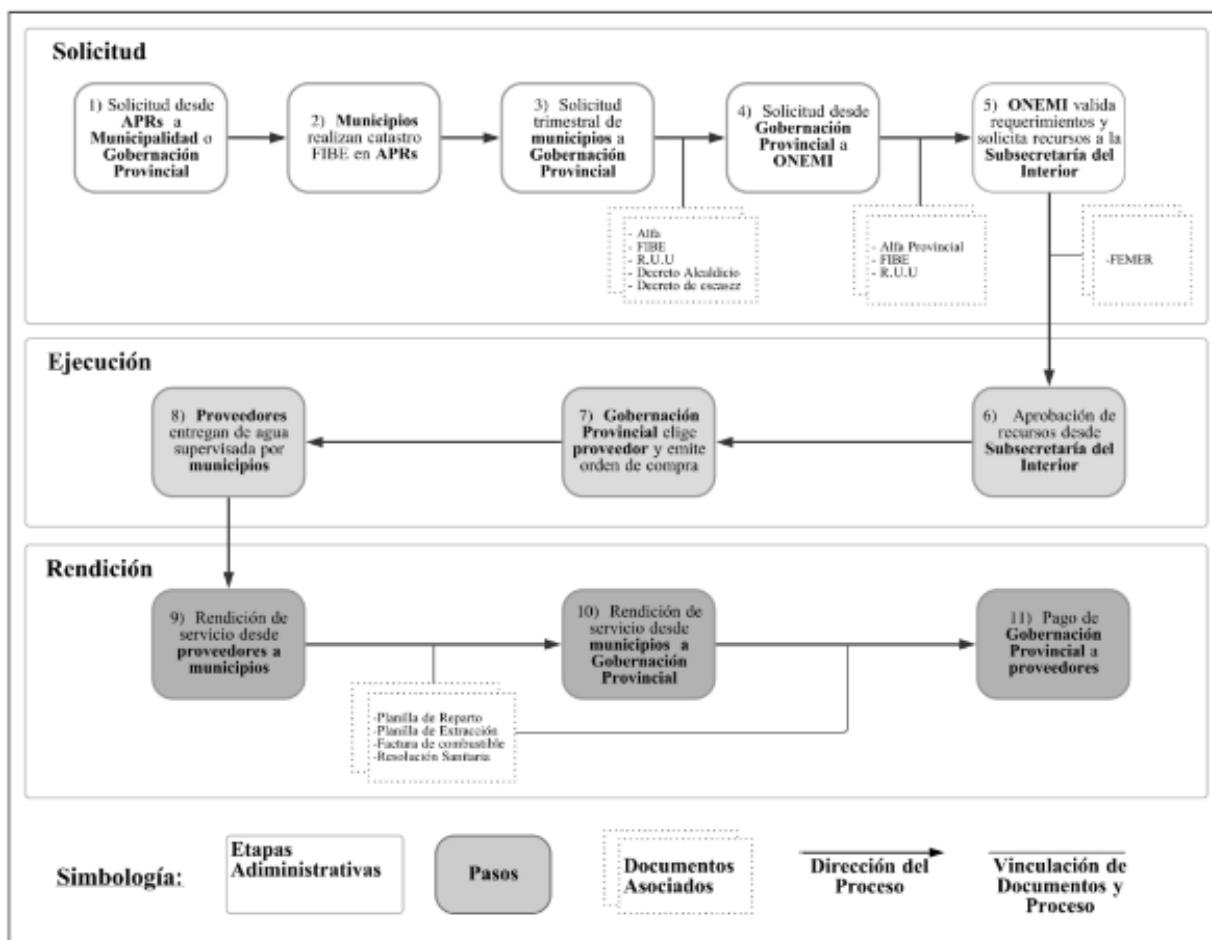 Solicitud
1) Solicitud desde
APRs a
Municipalidad o
Gobernación
Provincial
2) Municipios
realizan catastro
FIBE en APRs
3) Solicitud
trimestral de
municipios a
Gobernación
Provincial
4) Solicitud desde
Gobernación
Provincial a
ONEMI
5) ONEMI valida
requerimientos y
solicita recursos a la
Subsecretaría del
Interior
- Alfa
- FIBE
- R.U.U
- Decreto Alcaldicio
- Decreto de escasez
- Alfa Provincial
- FIBE
- R.U.U
-FEMER
Ejecución
8) Proveedores
entregan de agua
supervisada por
municipios
7) Gobernación
Provincial elige
proveedor y emite
orden de compra
6) Aprobación de
recursos desde
Subsecretaría del
Interior
Rendición
9) Rendición de
servicio desde
proveedores a
municipios
10) Rendición de
servicio desde
municipios a
Gobernación
Provincial
11) Pago de
Gobernación
Provincial a
proveedores
-Planilla de Reparto
-Planilla de Extracción
-Factura de combustible
-Resolución Sanitaria
Simbología:
Etapas
Adiministrativas
Pasos
Documentos
Asociados
Dirección del
Proceso
Vinculación de
Documentos y
Proceso